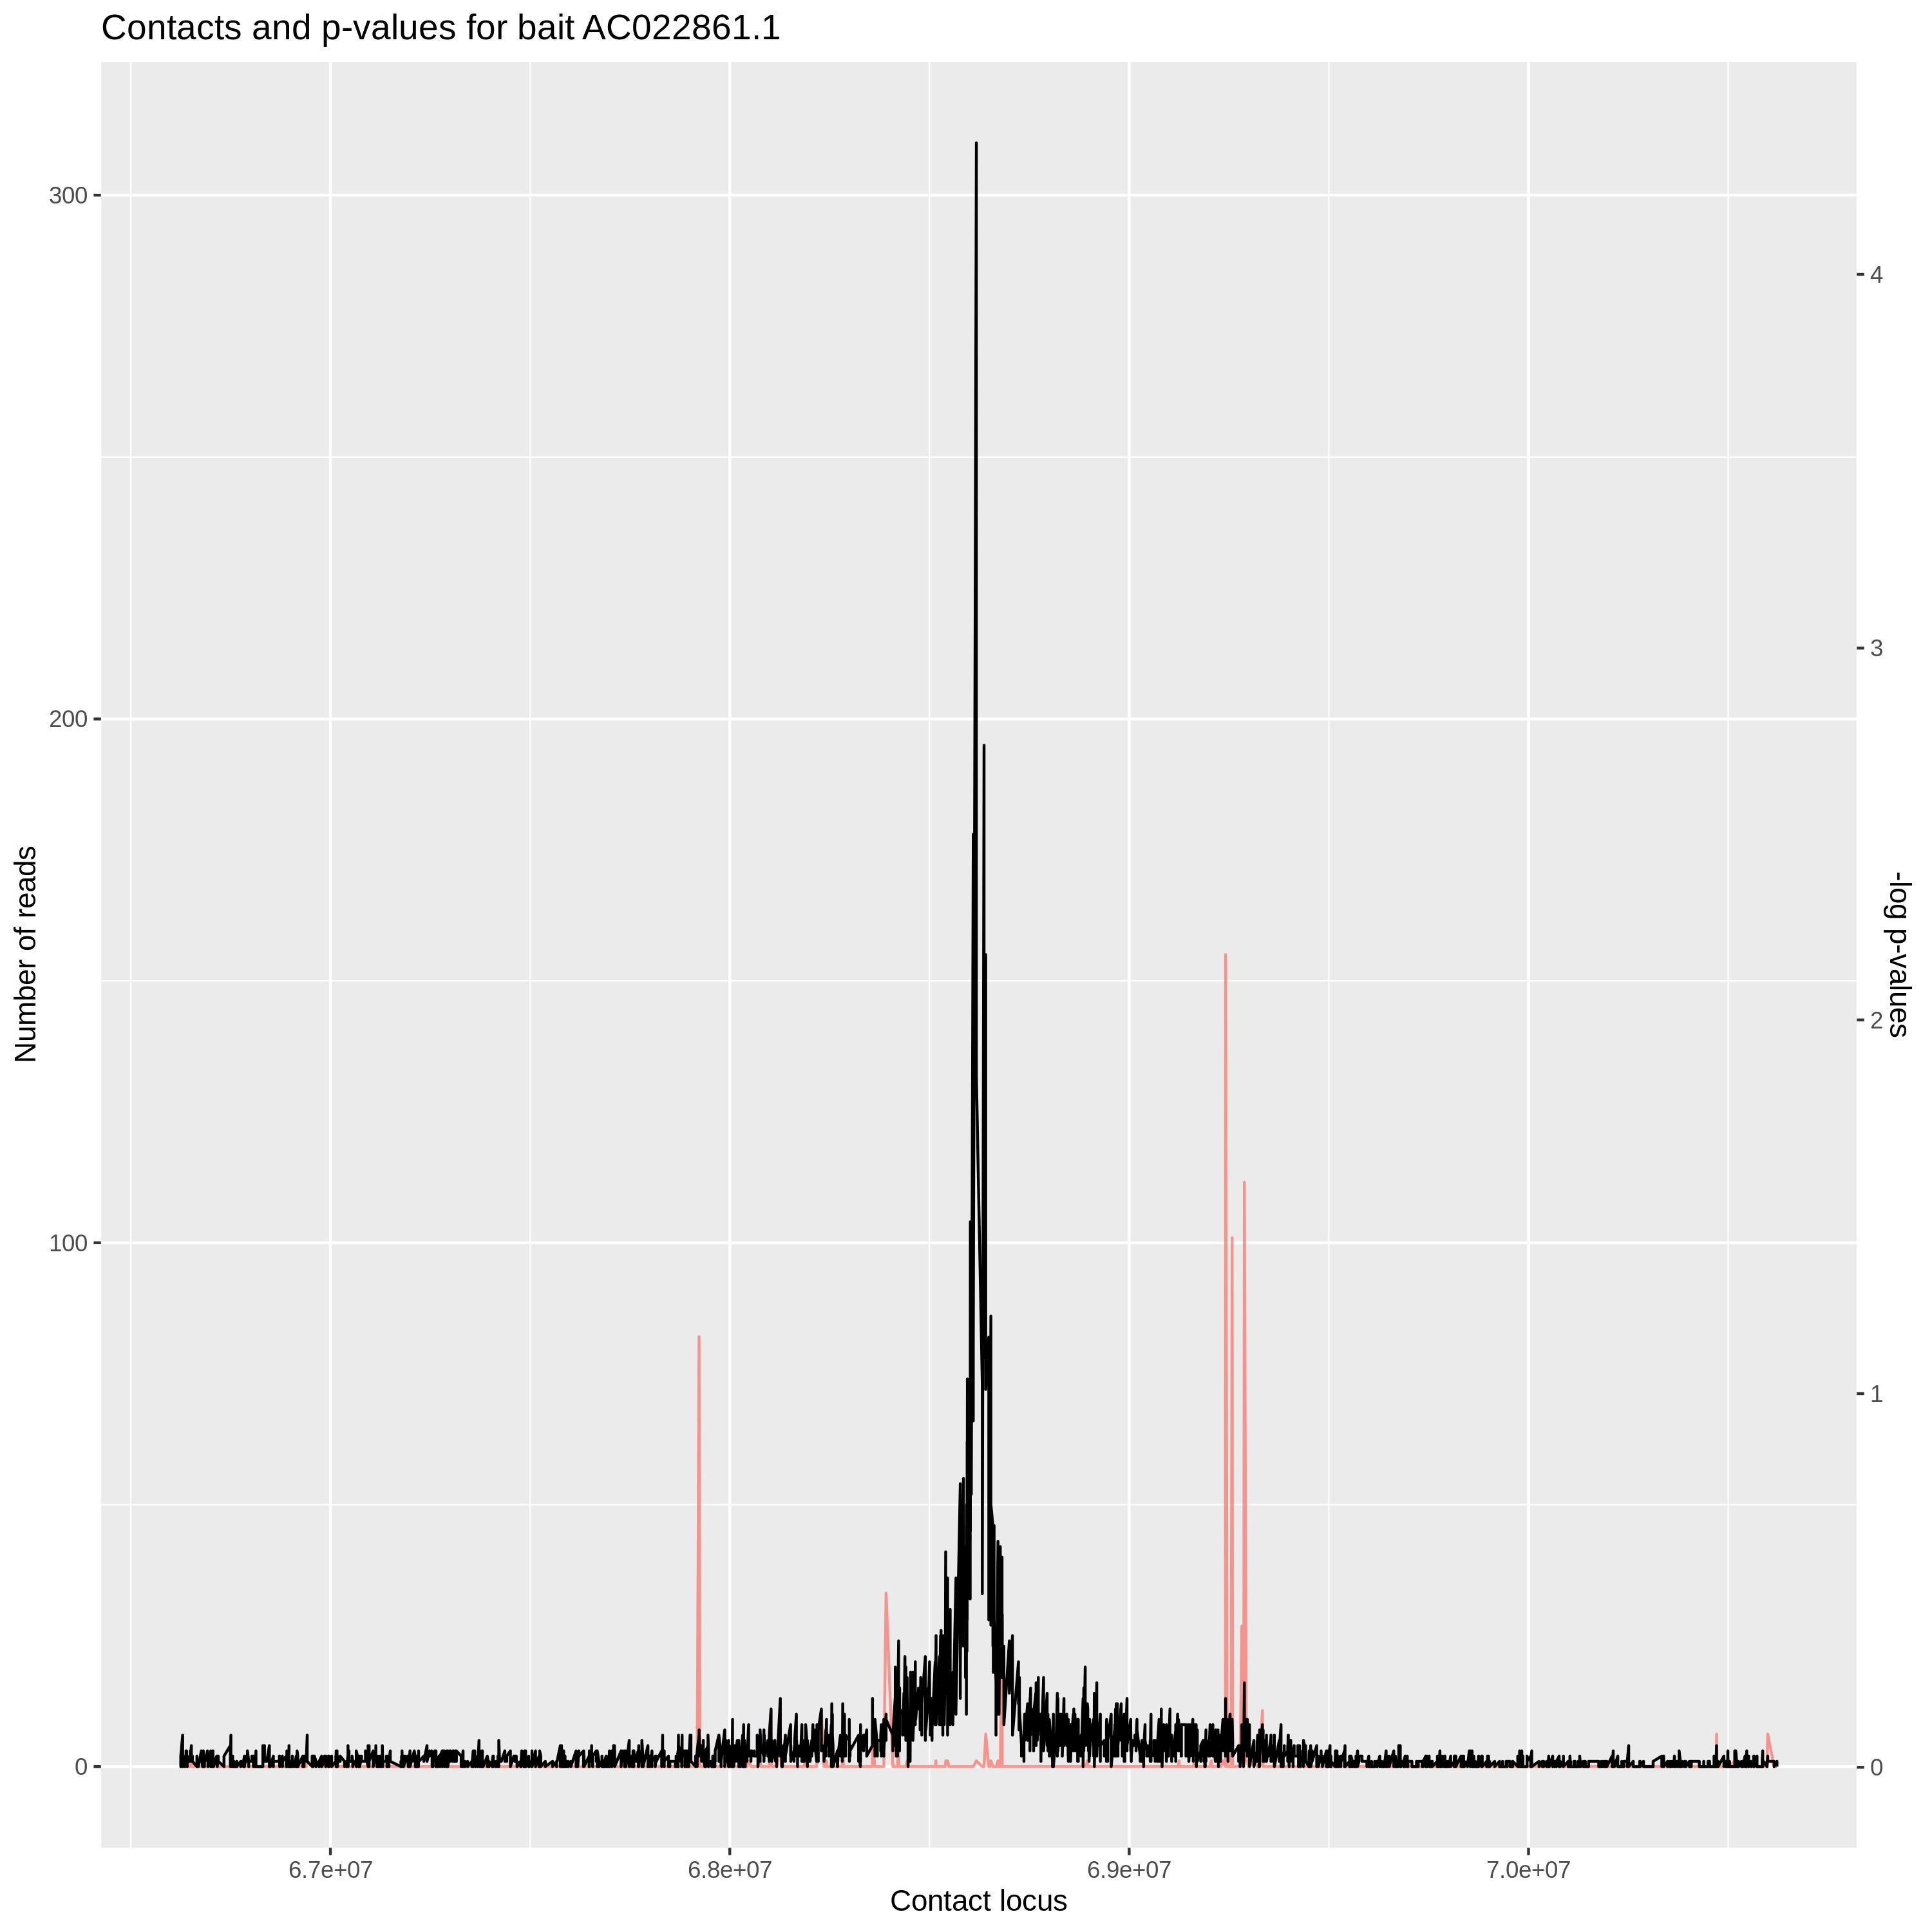 Contacts and p-values for bait AC022861.1
300
200
100
0
4
3
2
1
0
Number of reads
-log p-values
6.7e+07 6.8e+07 6.9e+07 7.0e+07
Contact locus